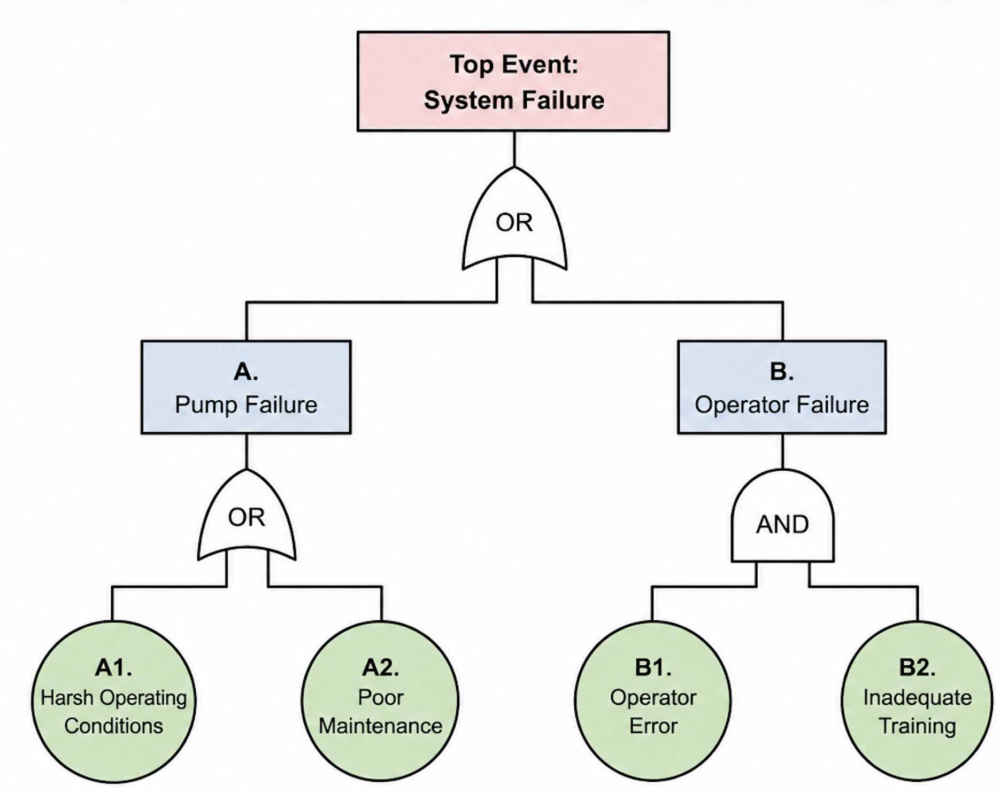 Top Event:
System Failure
OR
A.
Pump Failure
B.
Operator Failure
OR
AND
A1.
Harsh Operating
Conditions
A2.
Poor
Maintenance
B1.
Operator
Error
B2.
Inadequate
Training